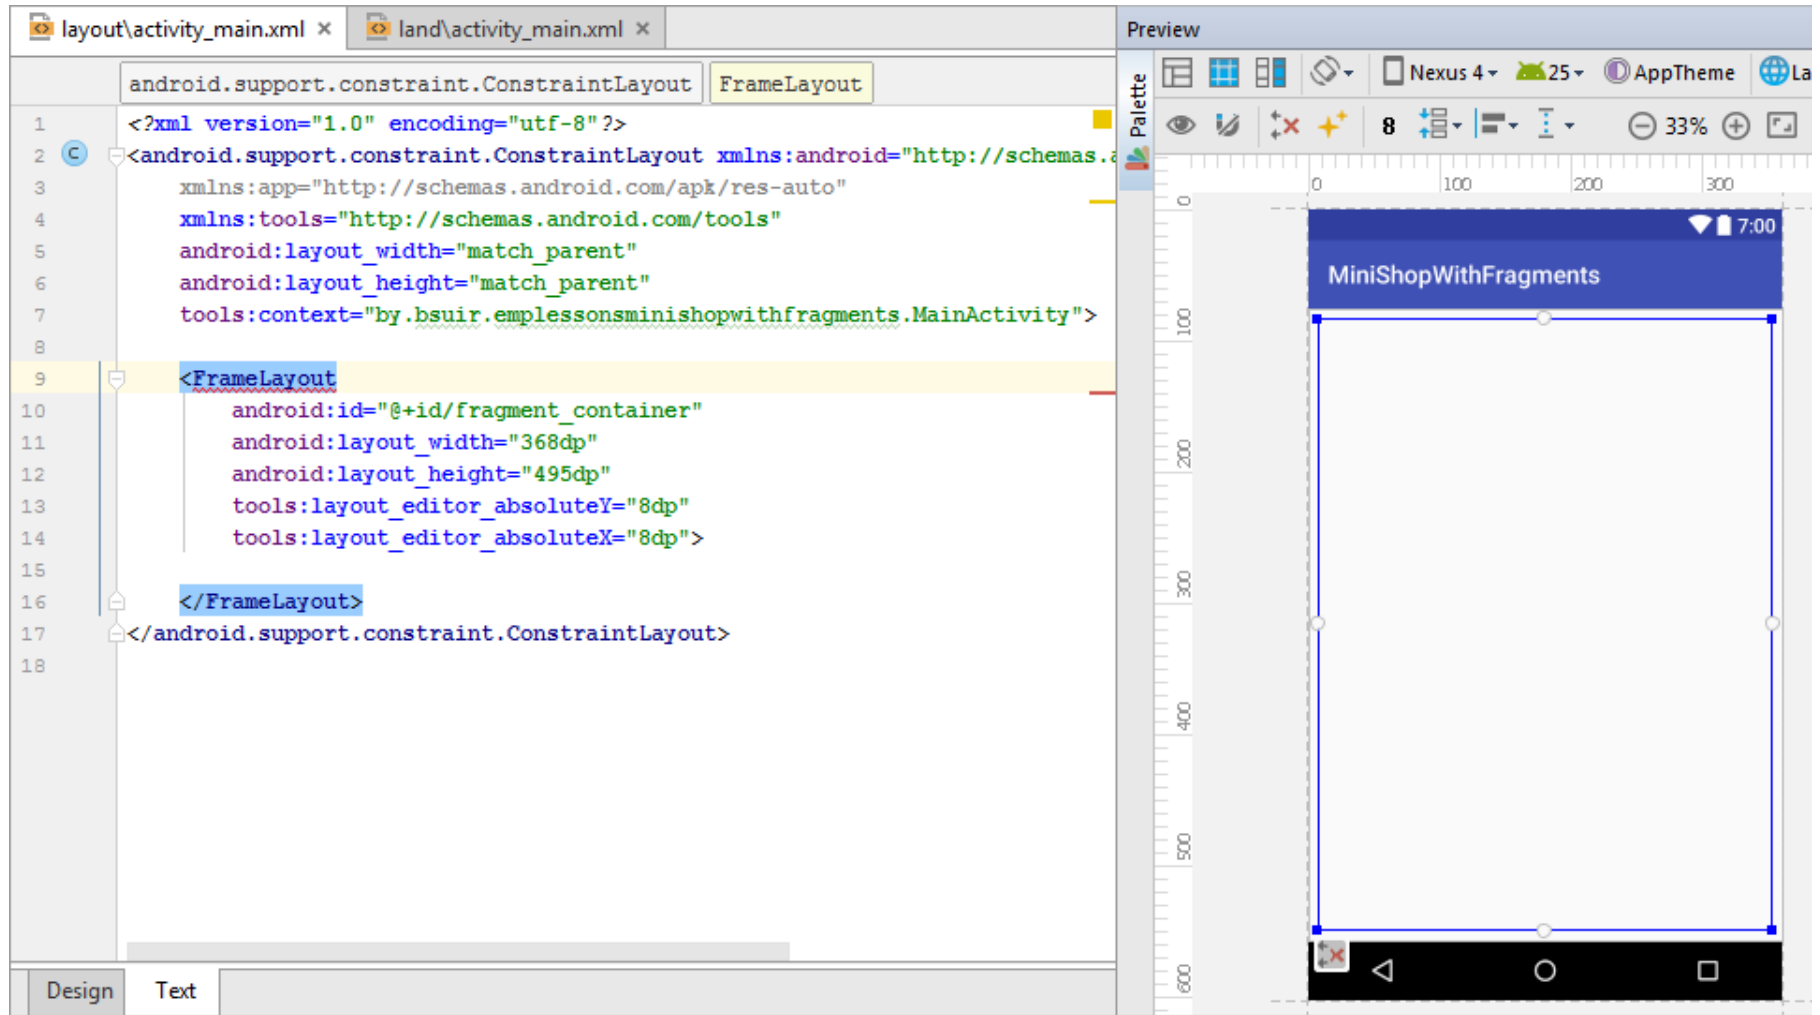 layout\activity_main.xml × land\activity_main.xml ×
android.support.constraint.ConstraintLayout FrameLayout
1 <?xml version="1.0" encoding="utf-8"?>
2 C <android.support.constraint.ConstraintLayout xmlns:android="http://schemas.a
3 xmlns:app="http://schemas.android.com/apk/res-auto"
4 xmlns:tools="http://schemas.android.com/tools"
5 android:layout_width="match_parent"
6 android:layout_height="match_parent"
7 tools:context="by.bsuir.emplessonsminishopwithfragments.MainActivity">
8
9 <FrameLayout
10 android:id="@+id/fragment_container"
11 android:layout_width="368dp"
12 android:layout_height="495dp"
13 tools:layout_editor_absoluteY="8dp"
14 tools:layout_editor_absoluteX="8dp">
15
16 </FrameLayout>
17 </android.support.constraint.ConstraintLayout>
18
Design Text
Preview
Palette
Nexus 4 25 AppTheme La
8 33%
0 100 200 300
0
100
200
300
400
500
600
7:00
MiniShopWithFragments